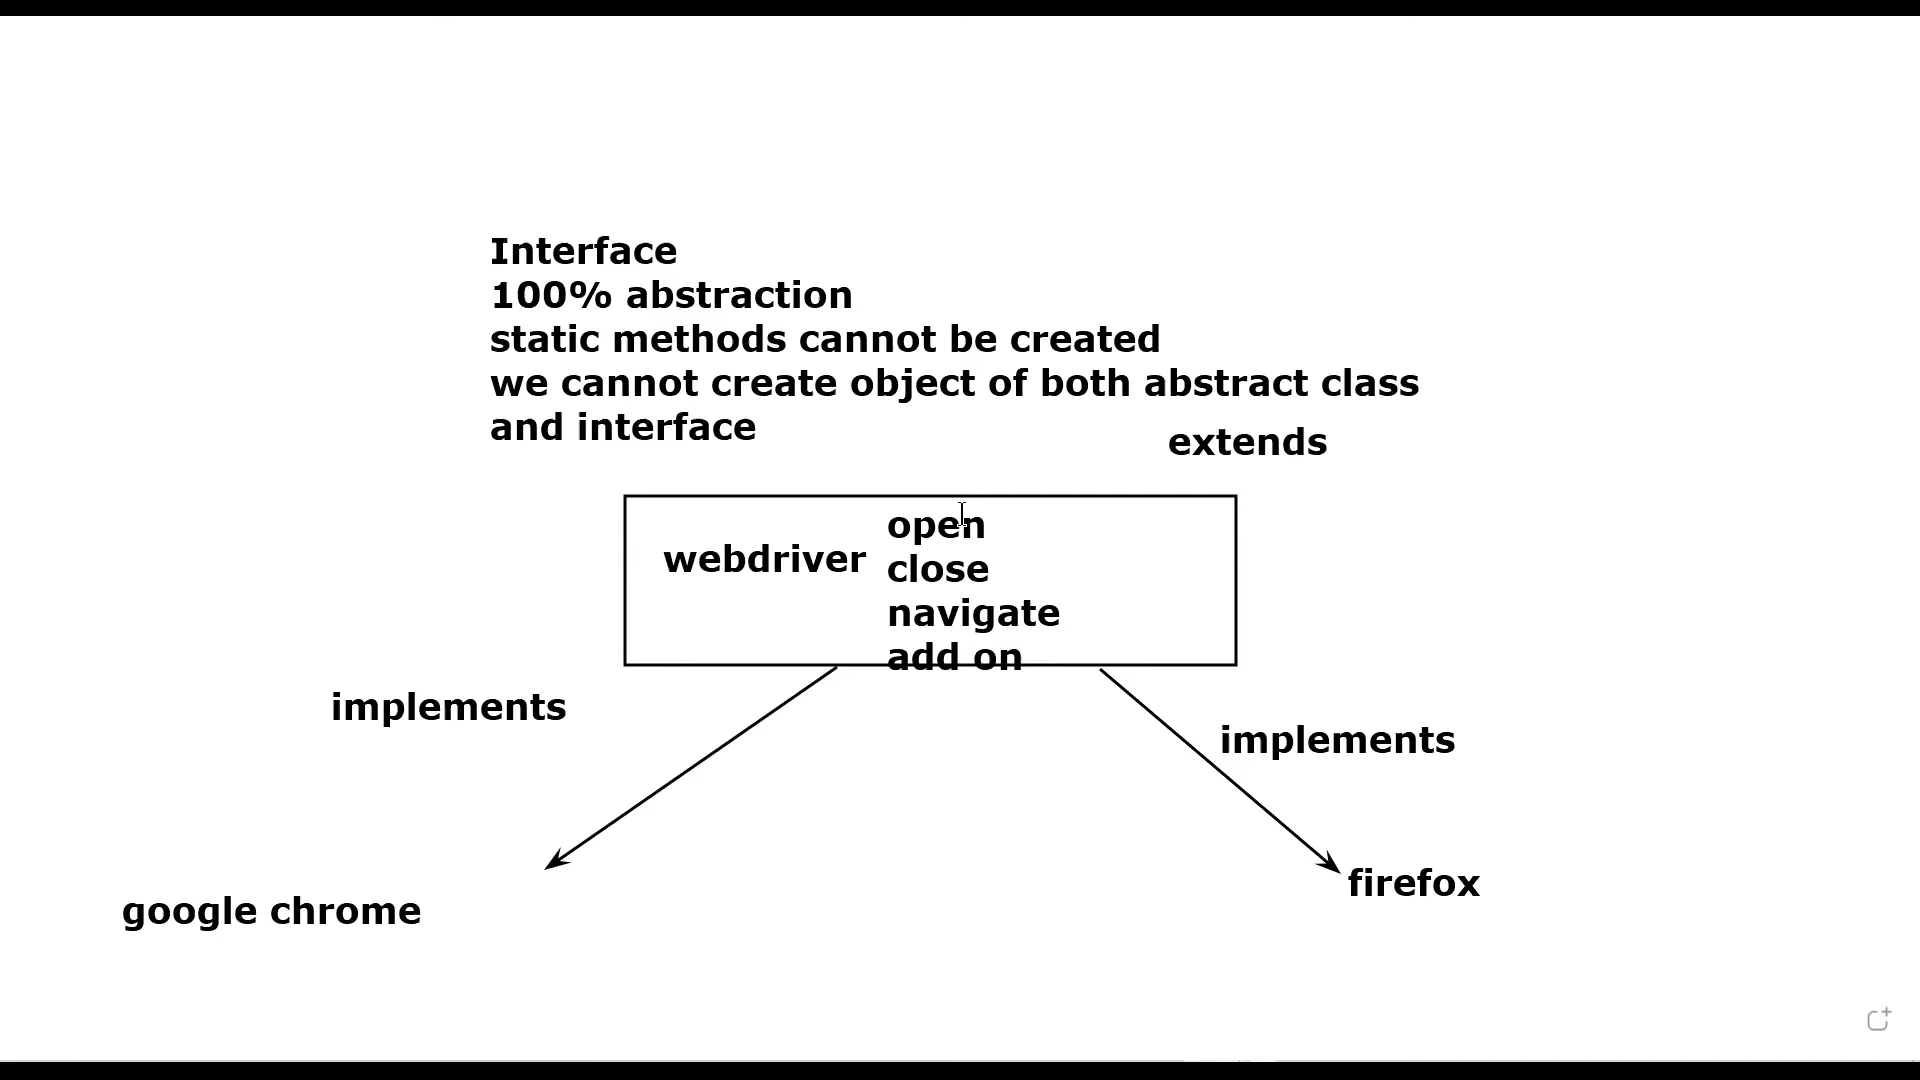 Interface
100% abstraction
static methods cannot be created
we cannot create object of both abstract class
and interface
extends
webdriver
open
close
navigate
add on
implements
implements
google chrome
firefox